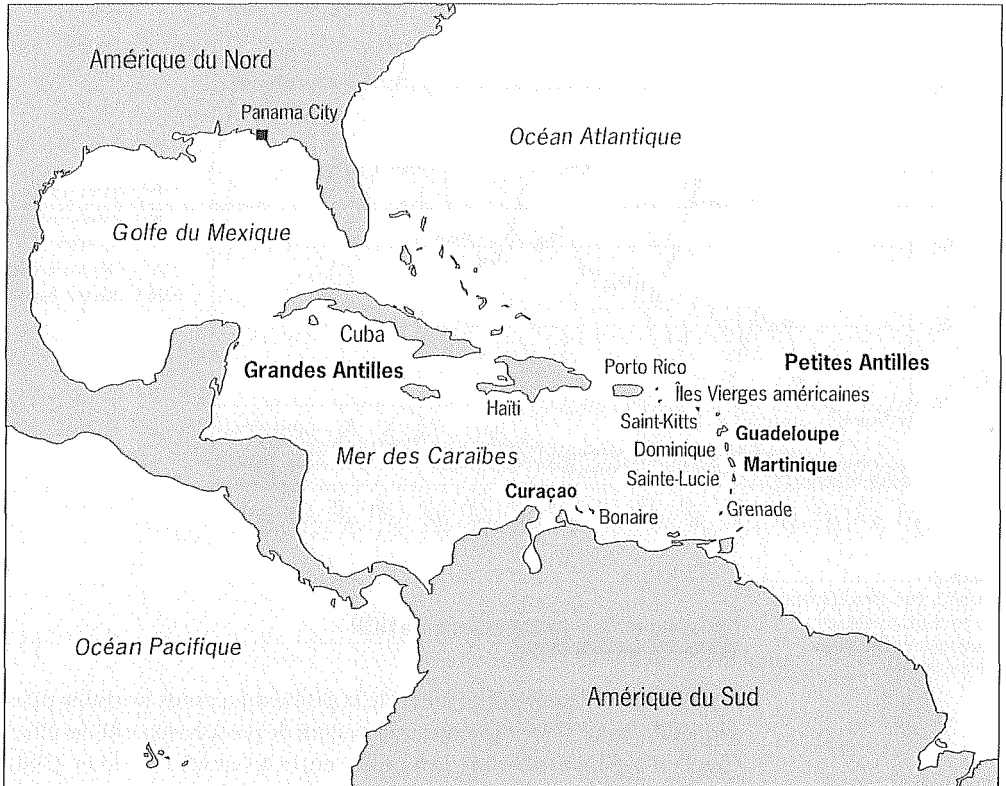 Amérique du Nord
Panama City
Océan Atlantique
Golfe du Mexique
Cuba
Grandes Antilles
Porto Rico
Petites Antilles
Îles Vierges américaines
Haïti
Saint-Kitts
Guadeloupe
Dominique
Mer des Caraïbes
Martinique
Sainte-Lucie
Curaçao
Bonaire
Grenade
Océan Pacifique
Amérique du Sud